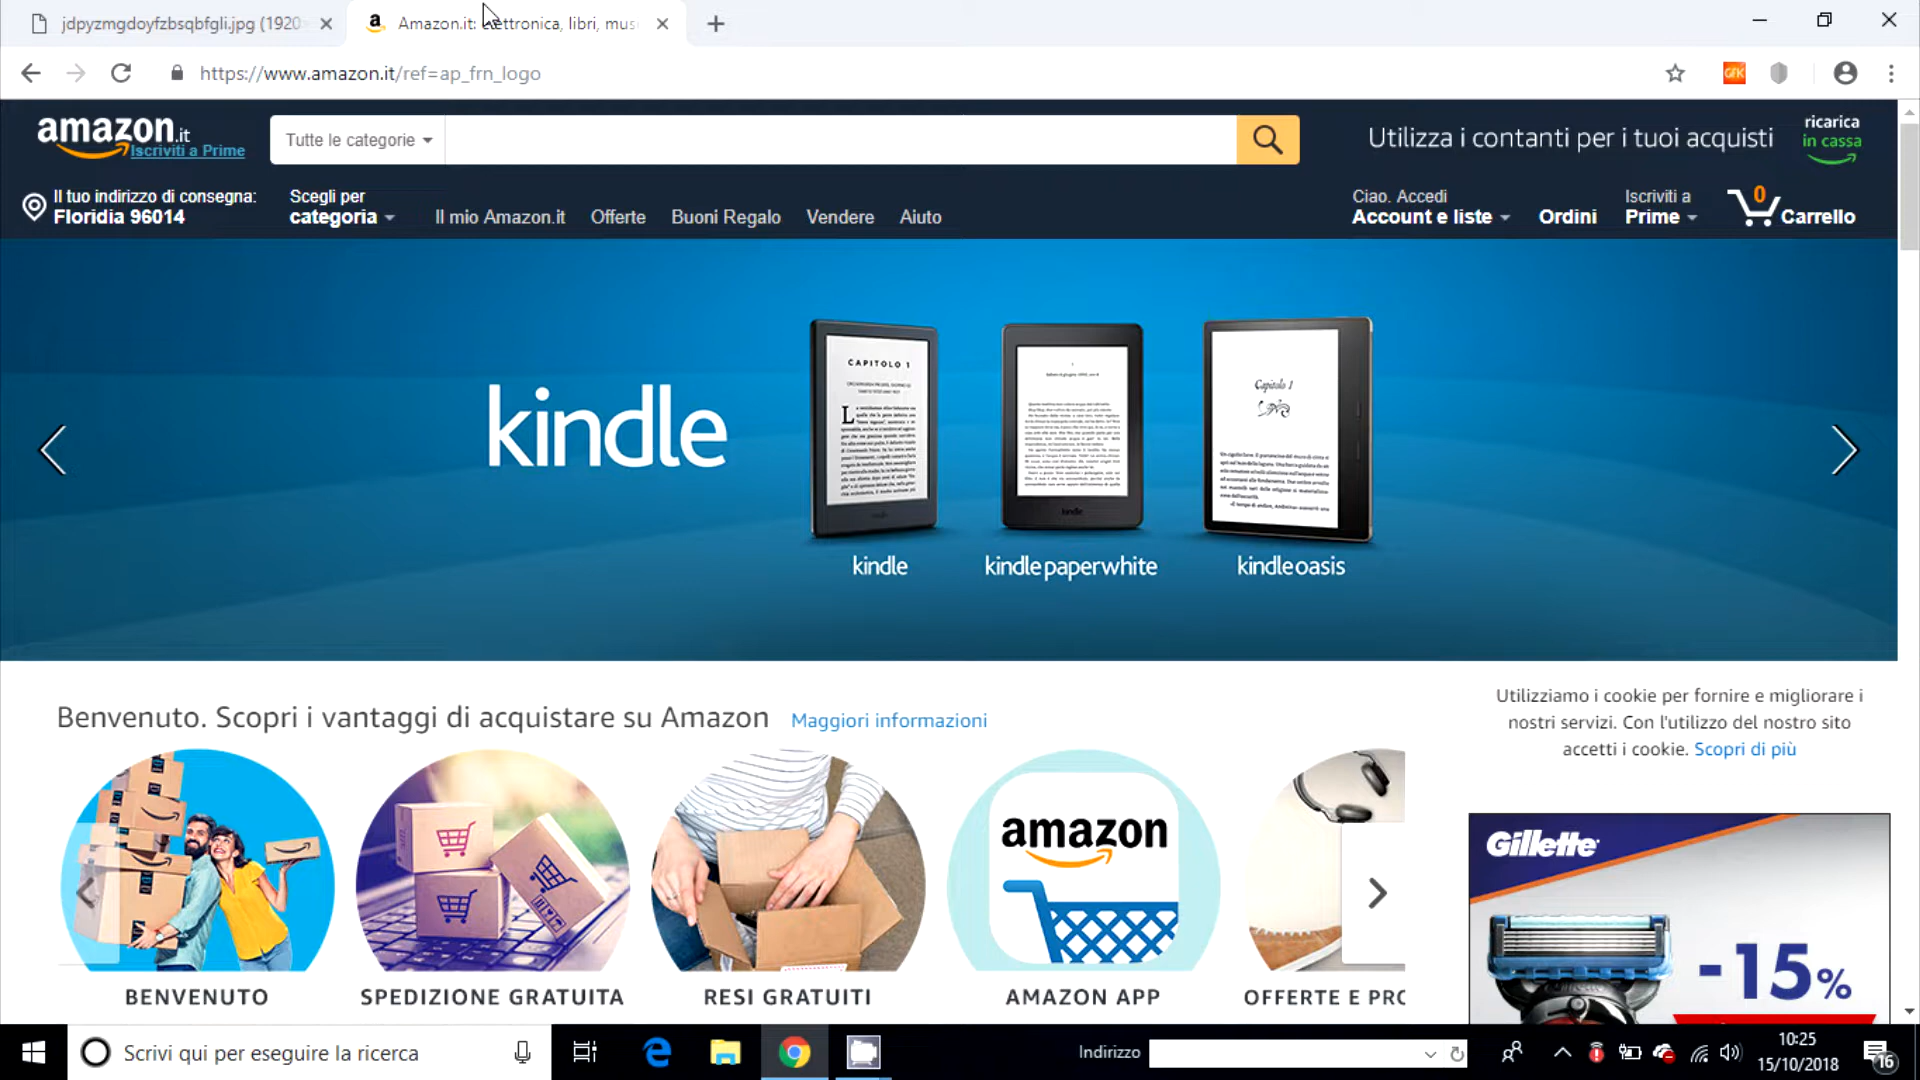 jdpyzmgdoyfzbsqbfgli.jpg (1920
Amazon.it: elettronica, libri, mus
https://www.amazon.it/ref=ap_frn_logo
GfK
amazon.it
Iscriviti a Prime
Tutte le categorie
Utilizza i contanti per i tuoi acquisti
ricarica
in cassa
Il tuo indirizzo di consegna:
Floridia 96014
Scegli per
categoria
Il mio Amazon.it
Offerte
Buoni Regalo
Vendere
Aiuto
Ciao. Accedi
Account e liste
Ordini
Iscriviti a
Prime
0
Carrello
kindle
CAPITOLO 1
Capitolo 1
kindle
kindle paperwhite
kindle oasis
Benvenuto. Scopri i vantaggi di acquistare su Amazon
Maggiori informazioni
Utilizziamo i cookie per fornire e migliorare i
nostri servizi. Con l'utilizzo del nostro sito
accetti i cookie. Scopri di più
amazon
Gillette
-15%
BENVENUTO
SPEDIZIONE GRATUITA
RESI GRATUITI
AMAZON APP
OFFERTE E PRO
Scrivi qui per eseguire la ricerca
Indirizzo
10:25
15/10/2018
16